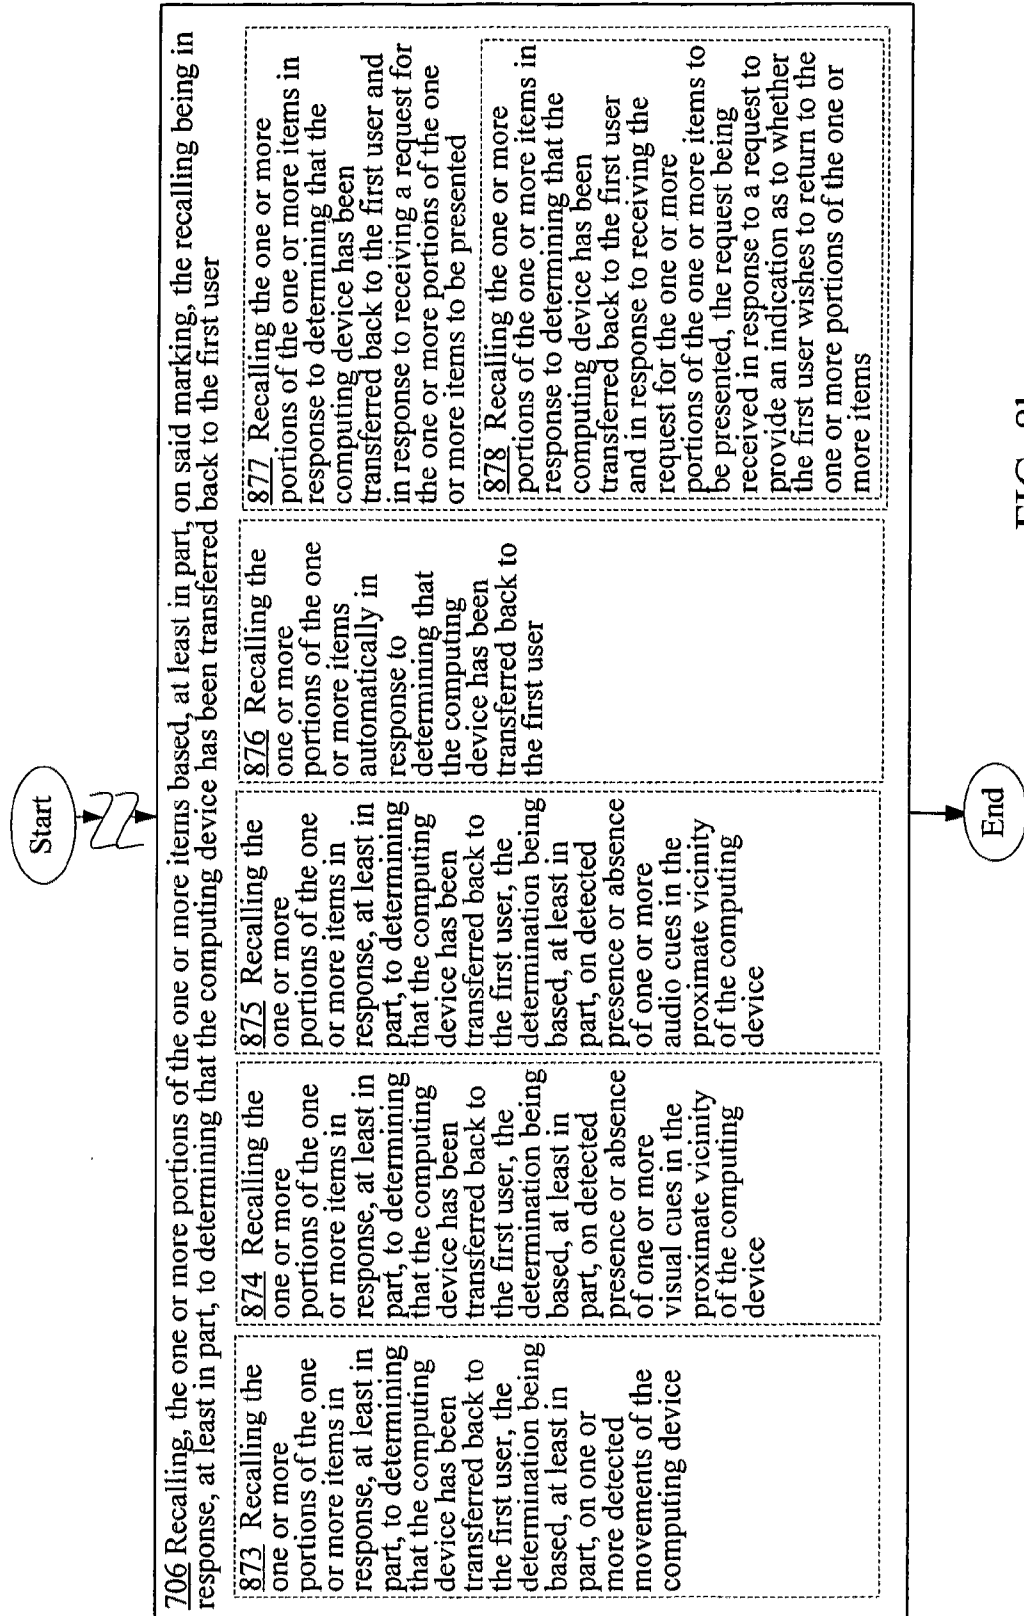 Start
706 Recalling, the one or more portions of the one or more items based, at least in part, on said marking, the recalling being in
response, at least in part, to determining that the computing device has been transferred back to the first user
873 Recalling the
one or more
portions of the one
or more items in
response, at least in
part, to determining
that the computing
device has been
transferred back to
the first user, the
determination being
based, at least in
part, on one or
more detected
movements of the
computing device
874 Recalling the
one or more
portions of the one
or more items in
response, at least in
part, to determining
that the computing
device has been
transferred back to
the first user, the
determination being
based, at least in
part, on detected
presence or absence
of one or more
visual cues in the
proximate vicinity
of the computing
device
875 Recalling the
one or more
portions of the one
or more items in
response, at least in
part, to determining
that the computing
device has been
transferred back to
the first user, the
determination being
based, at least in
part, on detected
presence or absence
of one or more
audio cues in the
proximate vicinity
of the computing
device
876 Recalling the
one or more
portions of the one
or more items
automatically in
response to
determining that
the computing
device has been
transferred back to
the first user
877 Recalling the one or more
portions of the one or more items in
response to determining that the
computing device has been
transferred back to the first user and
in response to receiving a request for
the one or more portions of the one
or more items to be presented
878 Recalling the one or more
portions of the one or more items in
response to determining that the
computing device has been
transferred back to the first user
and in response to receiving the
request for the one or more
portions of the one or more items to
be presented, the request being
received in response to a request to
provide an indication as to whether
the first user wishes to return to the
one or more portions of the one or
more items
End